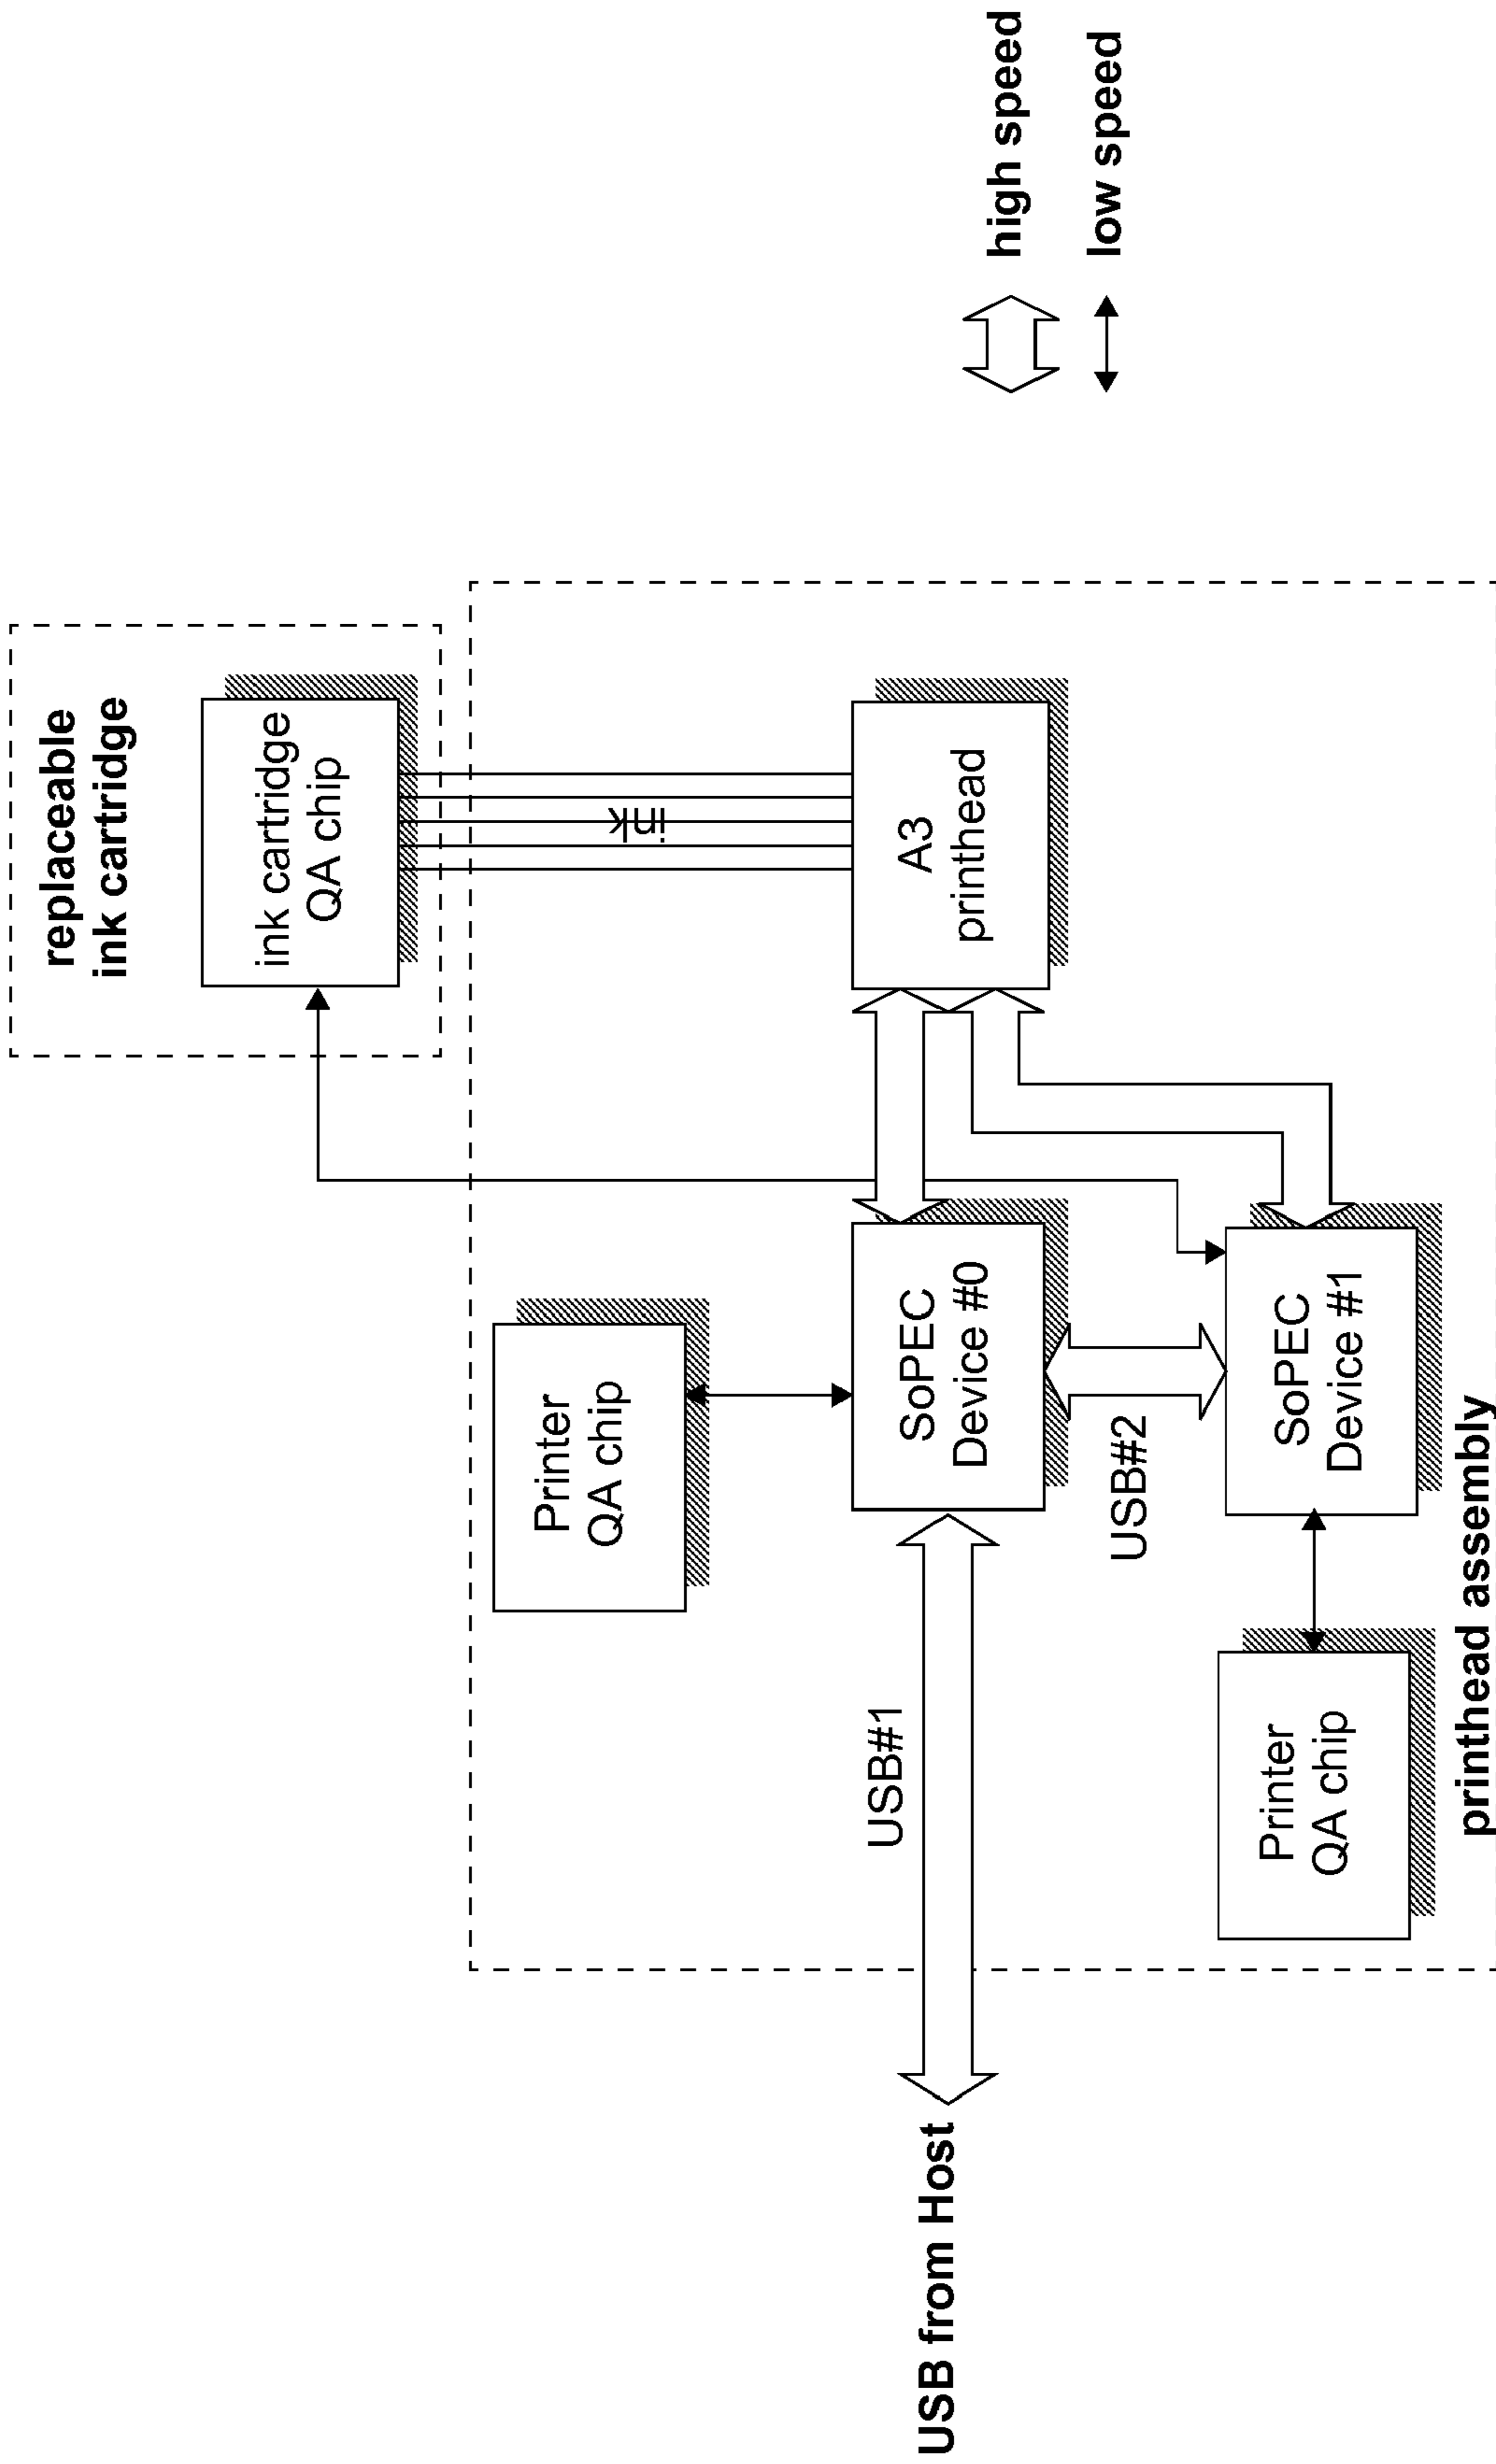 replaceable
ink cartridge
ink cartridge
QA chip
ink
A3
printhead
high speed
low speed
Printer
QA chip
SoPEC
Device #0
USB#1
USB from Host
USB#2
SoPEC
Device #1
Printer
QA chip
printhead assembly